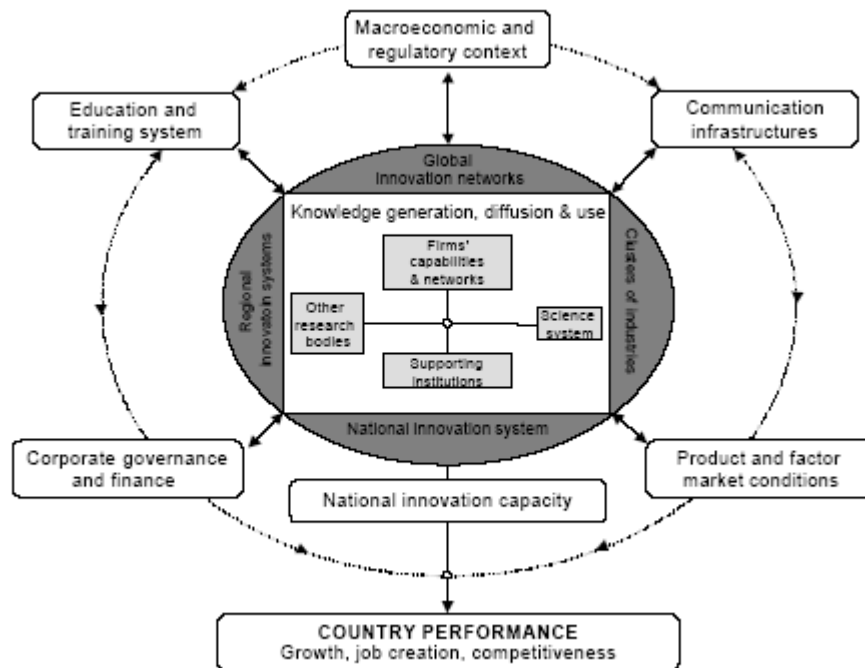 Macroeconomic and
regulatory context
Education and
training system
Communication
infrastructures
Global
Innovation networks
Knowledge generation, diffusion & use
Firms'
capabilities
& networks
Regional
innovatoin systems
Clusters of industries
Other
research
bodies
Science
system
Supporting
institutions
National innovation system
Corporate governance
and finance
Product and factor
market conditions
National innovation capacity
COUNTRY PERFORMANCE
Growth, job creation, competitiveness